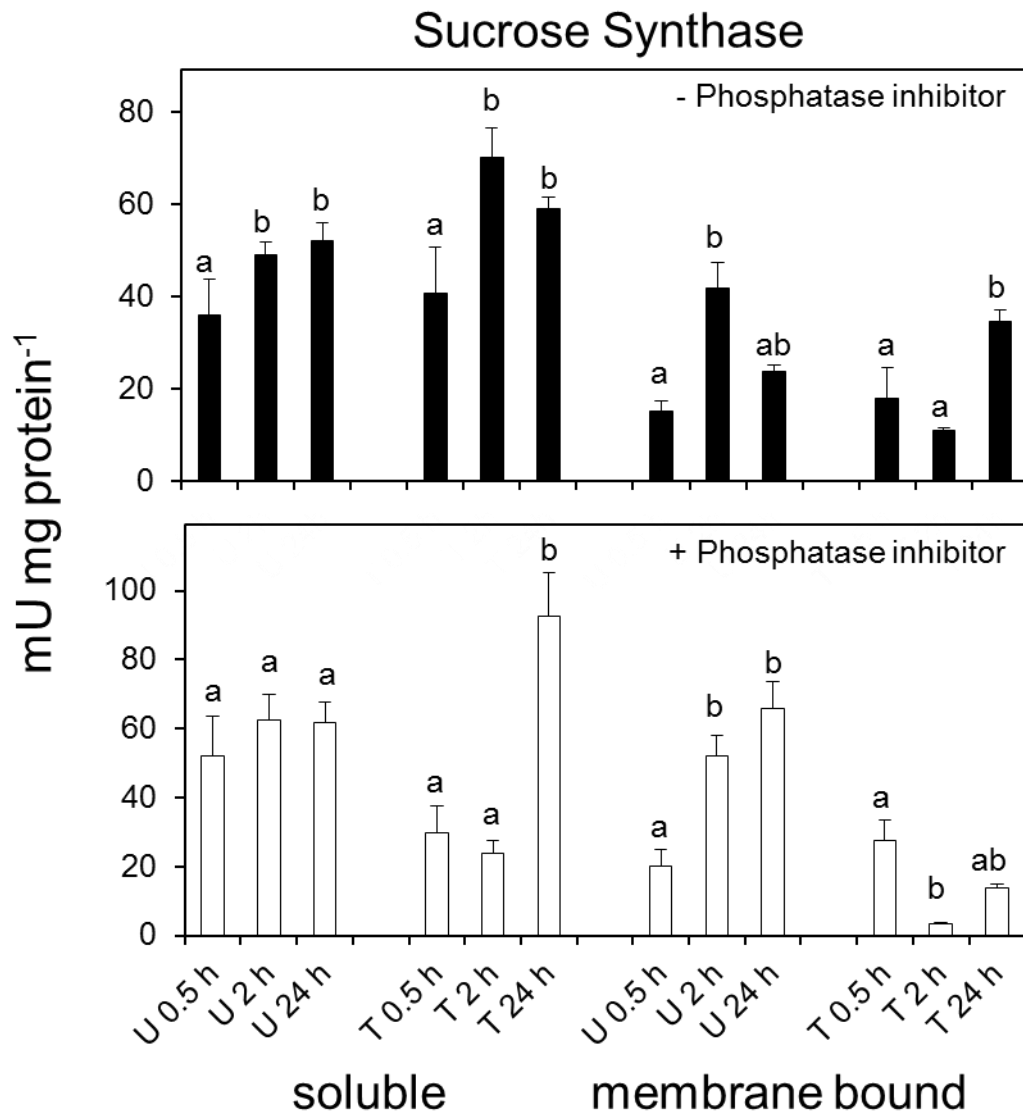 Sucrose Synthase
- Phosphatase inhibitor
80
60
40
20
0
a
b
b
a
b
b
a
b
ab
a
a
b
mU mg protein⁻¹
+ Phosphatase inhibitor
100
80
60
40
20
0
a
a
a
a
a
b
a
b
b
a
b
ab
U 0.5 h
U 2 h
U 24 h
T 0.5 h
T 2 h
T 24 h
U 0.5 h
U 2 h
U 24 h
T 0.5 h
T 2 h
T 24 h
soluble
membrane bound